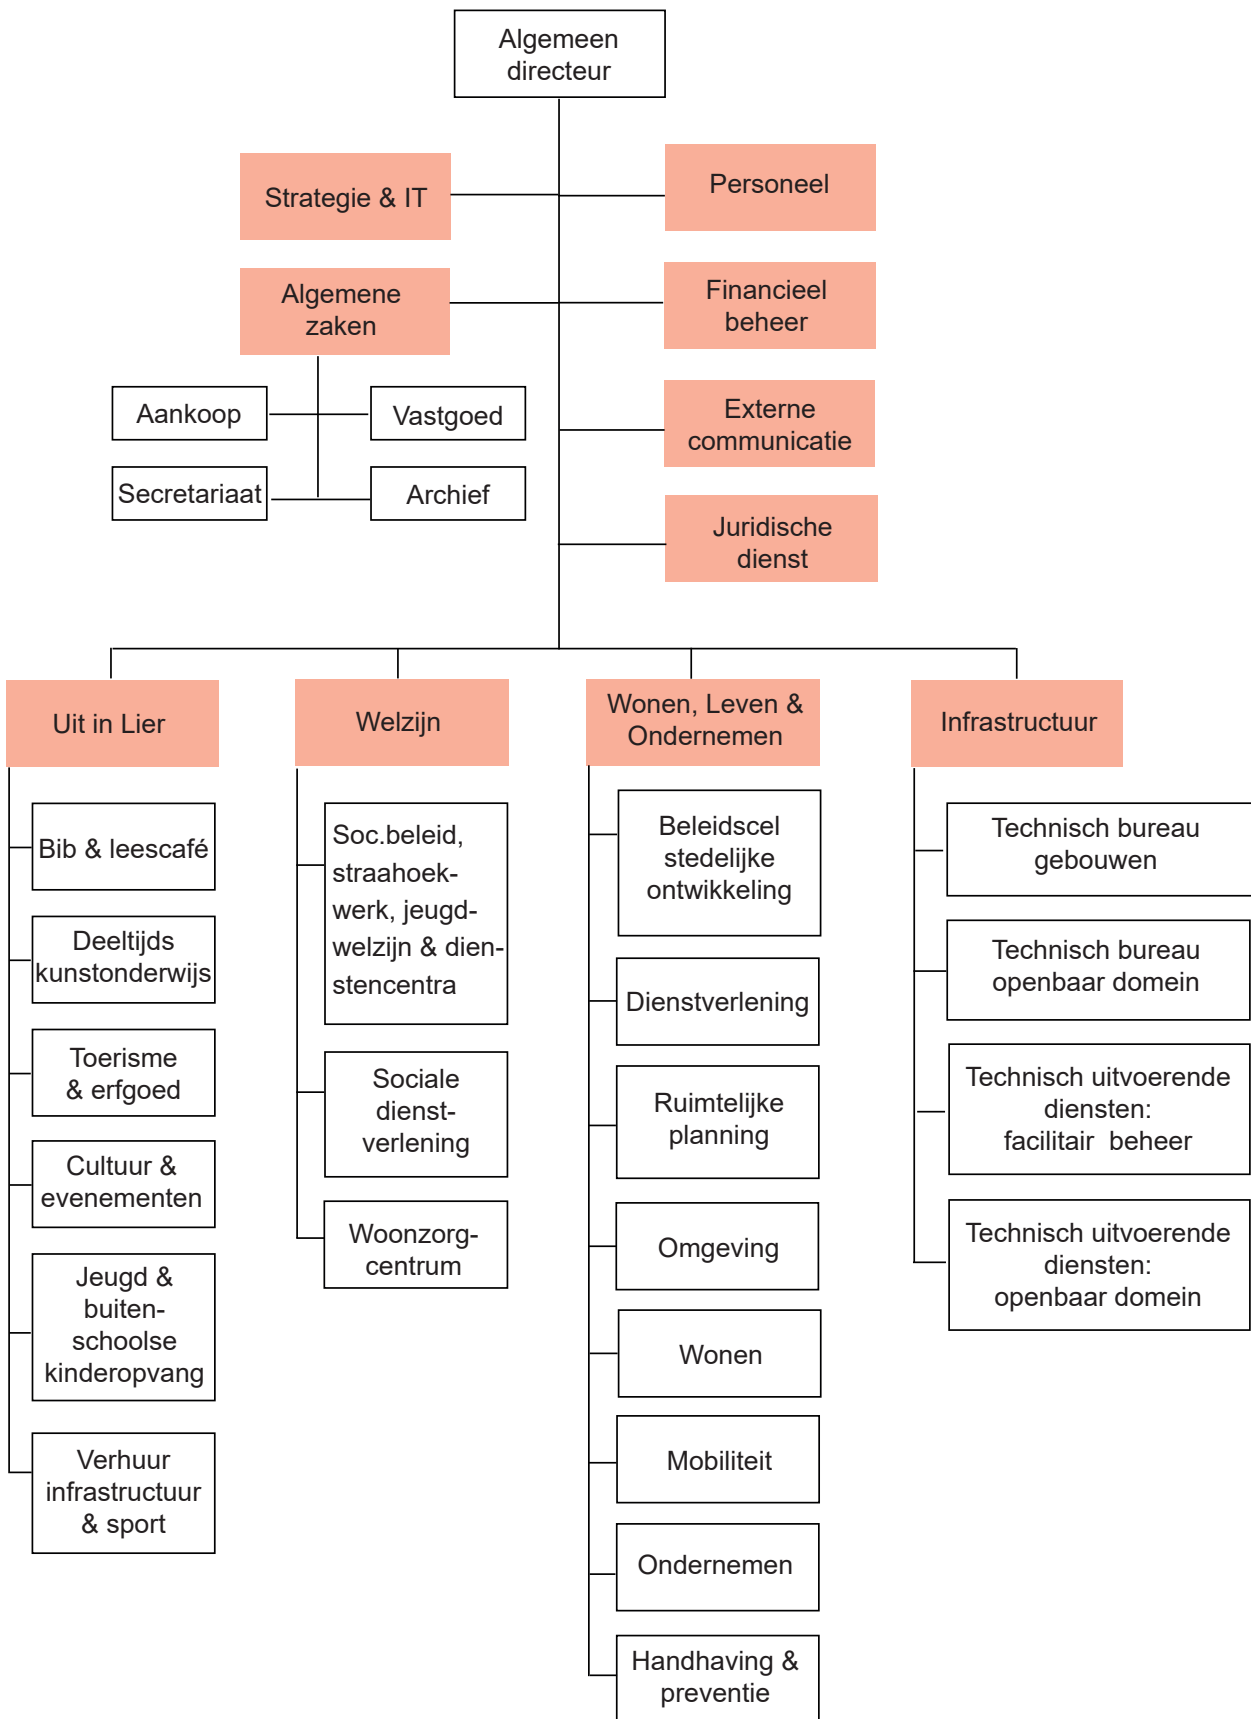 Algemeen
directeur
Strategie & IT
Personeel
Algemene
zaken
Financieel
beheer
Aankoop
Vastgoed
Externe
communicatie
Secretariaat
Archief
Juridische
dienst
Uit in Lier
Welzijn
Wonen, Leven &
Ondernemen
Infrastructuur
Bib & leescafé
Deeltijds
kunstonderwijs
Toerisme
& erfgoed
Cultuur &
evenementen
Jeugd &
buiten-
schoolse
kinderopvang
Verhuur
infrastructuur
& sport
Soc.beleid,
straahoek-
werk, jeugd-
welzijn & dien-
stencentra
Sociale
dienst-
verlening
Woonzorg-
centrum
Beleidscel
stedelijke
ontwikkeling
Dienstverlening
Ruimtelijke
planning
Omgeving
Wonen
Mobiliteit
Ondernemen
Handhaving &
preventie
Technisch bureau
gebouwen
Technisch bureau
openbaar domein
Technisch uitvoerende
diensten:
facilitair beheer
Technisch uitvoerende
diensten:
openbaar domein